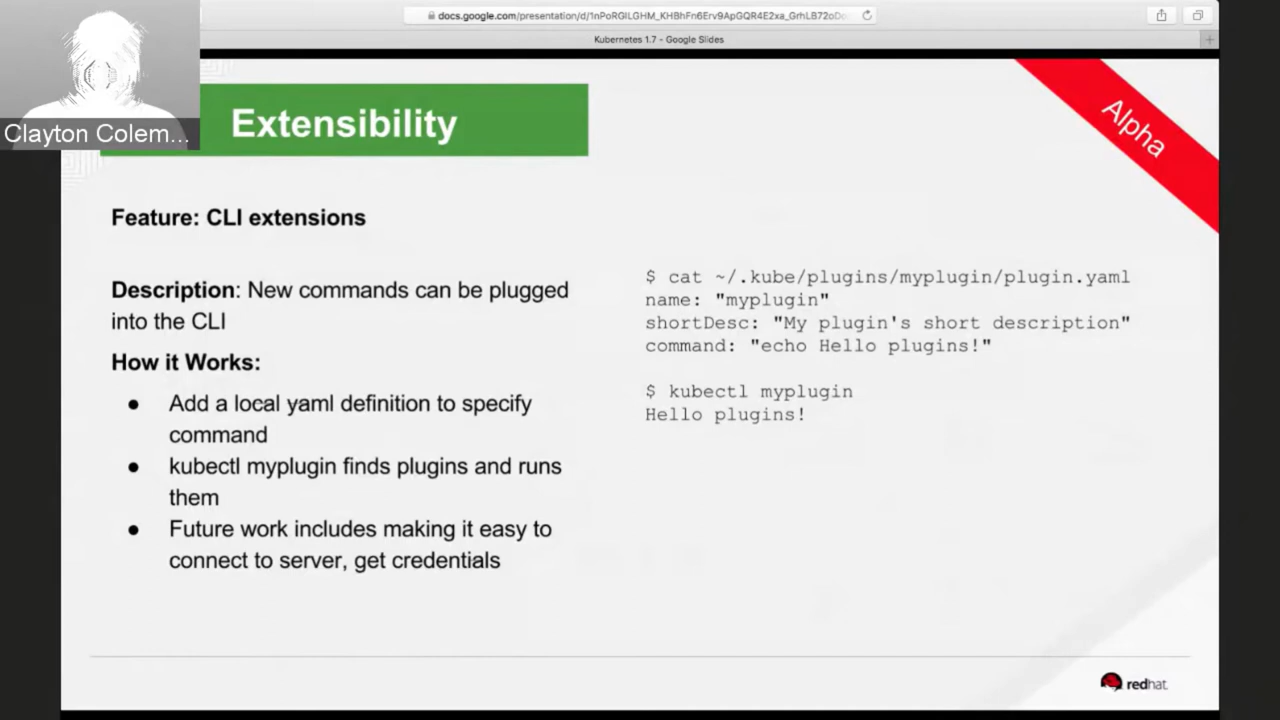 docs.google.com/presentation/d/1nPoRGlLGHM_KHBhFn6Erv9ApGQR4E2xa_GrhLB72oDo
Kubernetes 1.7 - Google Slides
Clayton Colem...
Extensibility
Alpha
Feature: CLI extensions
Description: New commands can be plugged
into the CLI
How it Works:
● Add a local yaml definition to specify
command
● kubectl myplugin finds plugins and runs
them
● Future work includes making it easy to
connect to server, get credentials
$ cat ~/.kube/plugins/myplugin/plugin.yaml
name: "myplugin"
shortDesc: "My plugin's short description"
command: "echo Hello plugins!"
$ kubectl myplugin
Hello plugins!
redhat.